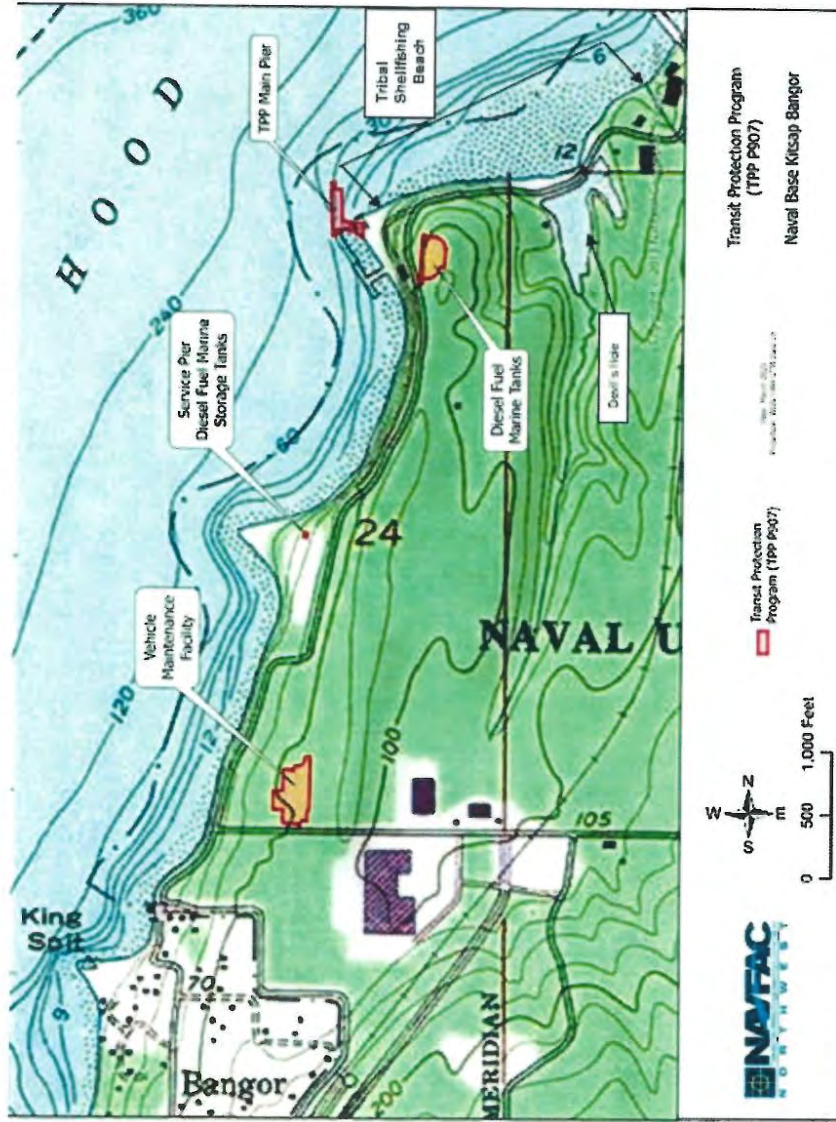 360
HOOD
240
120
60
12
30
6
12
9
TPP Main Pier
Tribal
Shellfishing
Beach
Service Pier
Diesel Fuel Marine
Storage Tanks
Vehicle
Maintenance
Facility
Diesel Fuel
Marine Tanks
Devil's Hole
24
NAVAL U
100
105
King
Spit
70
Bangor
200
MERIDIAN
Transit Protection Program
(TPP P907)
Naval Base Kitsap Bangor
Transit Protection
Program (TPP P907)
W
N
S
E
0 500 1,000 Feet
NAVFAC
NORTHWEST